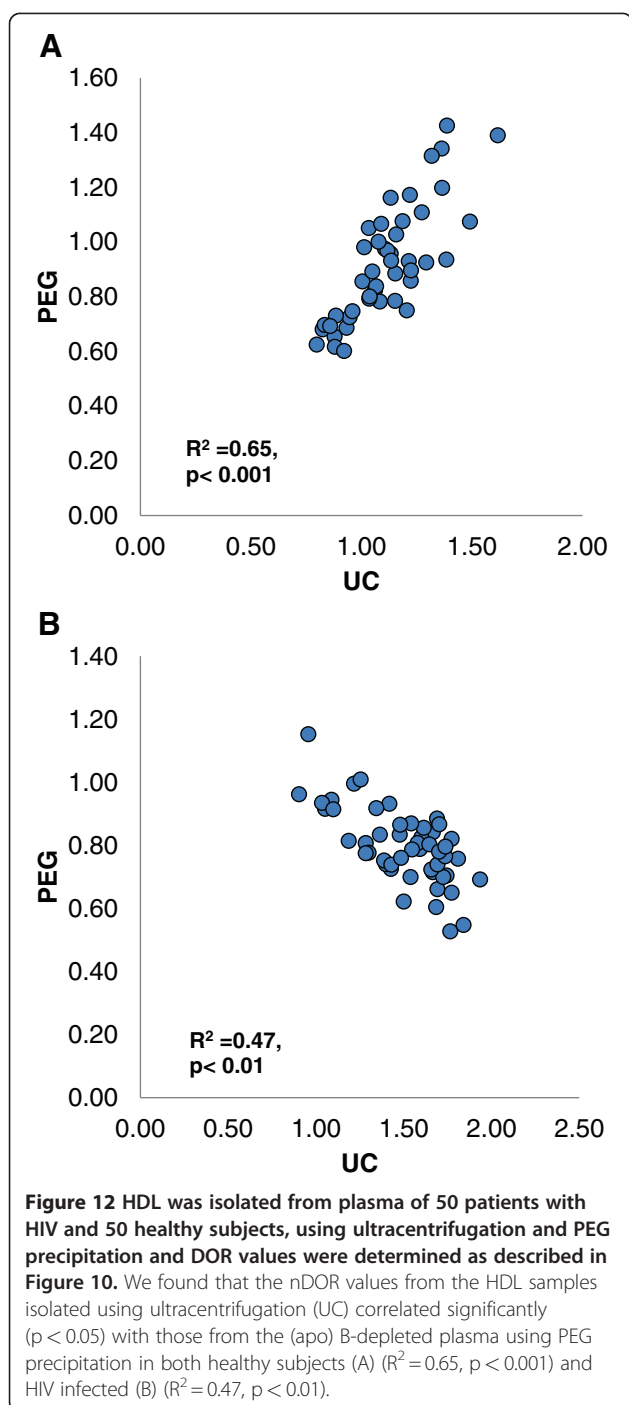 A
1.60
1.40
1.20
1.00
0.80
0.60
0.40
0.20
0.00
PEG
R² =0.65,
p< 0.001
0.00 0.50 1.00 1.50 2.00
UC
B
1.40
1.20
1.00
0.80
0.60
0.40
0.20
0.00
PEG
R² =0.47,
p< 0.01
0.00 0.50 1.00 1.50 2.00 2.50
UC
Figure 12 HDL was isolated from plasma of 50 patients with
HIV and 50 healthy subjects, using ultracentrifugation and PEG
precipitation and DOR values were determined as described in
Figure 10. We found that the nDOR values from the HDL samples
isolated using ultracentrifugation (UC) correlated significantly
(p < 0.05) with those from the (apo) B-depleted plasma using PEG
precipitation in both healthy subjects (A) (R² = 0.65, p < 0.001) and
HIV infected (B) (R² = 0.47, p < 0.01).